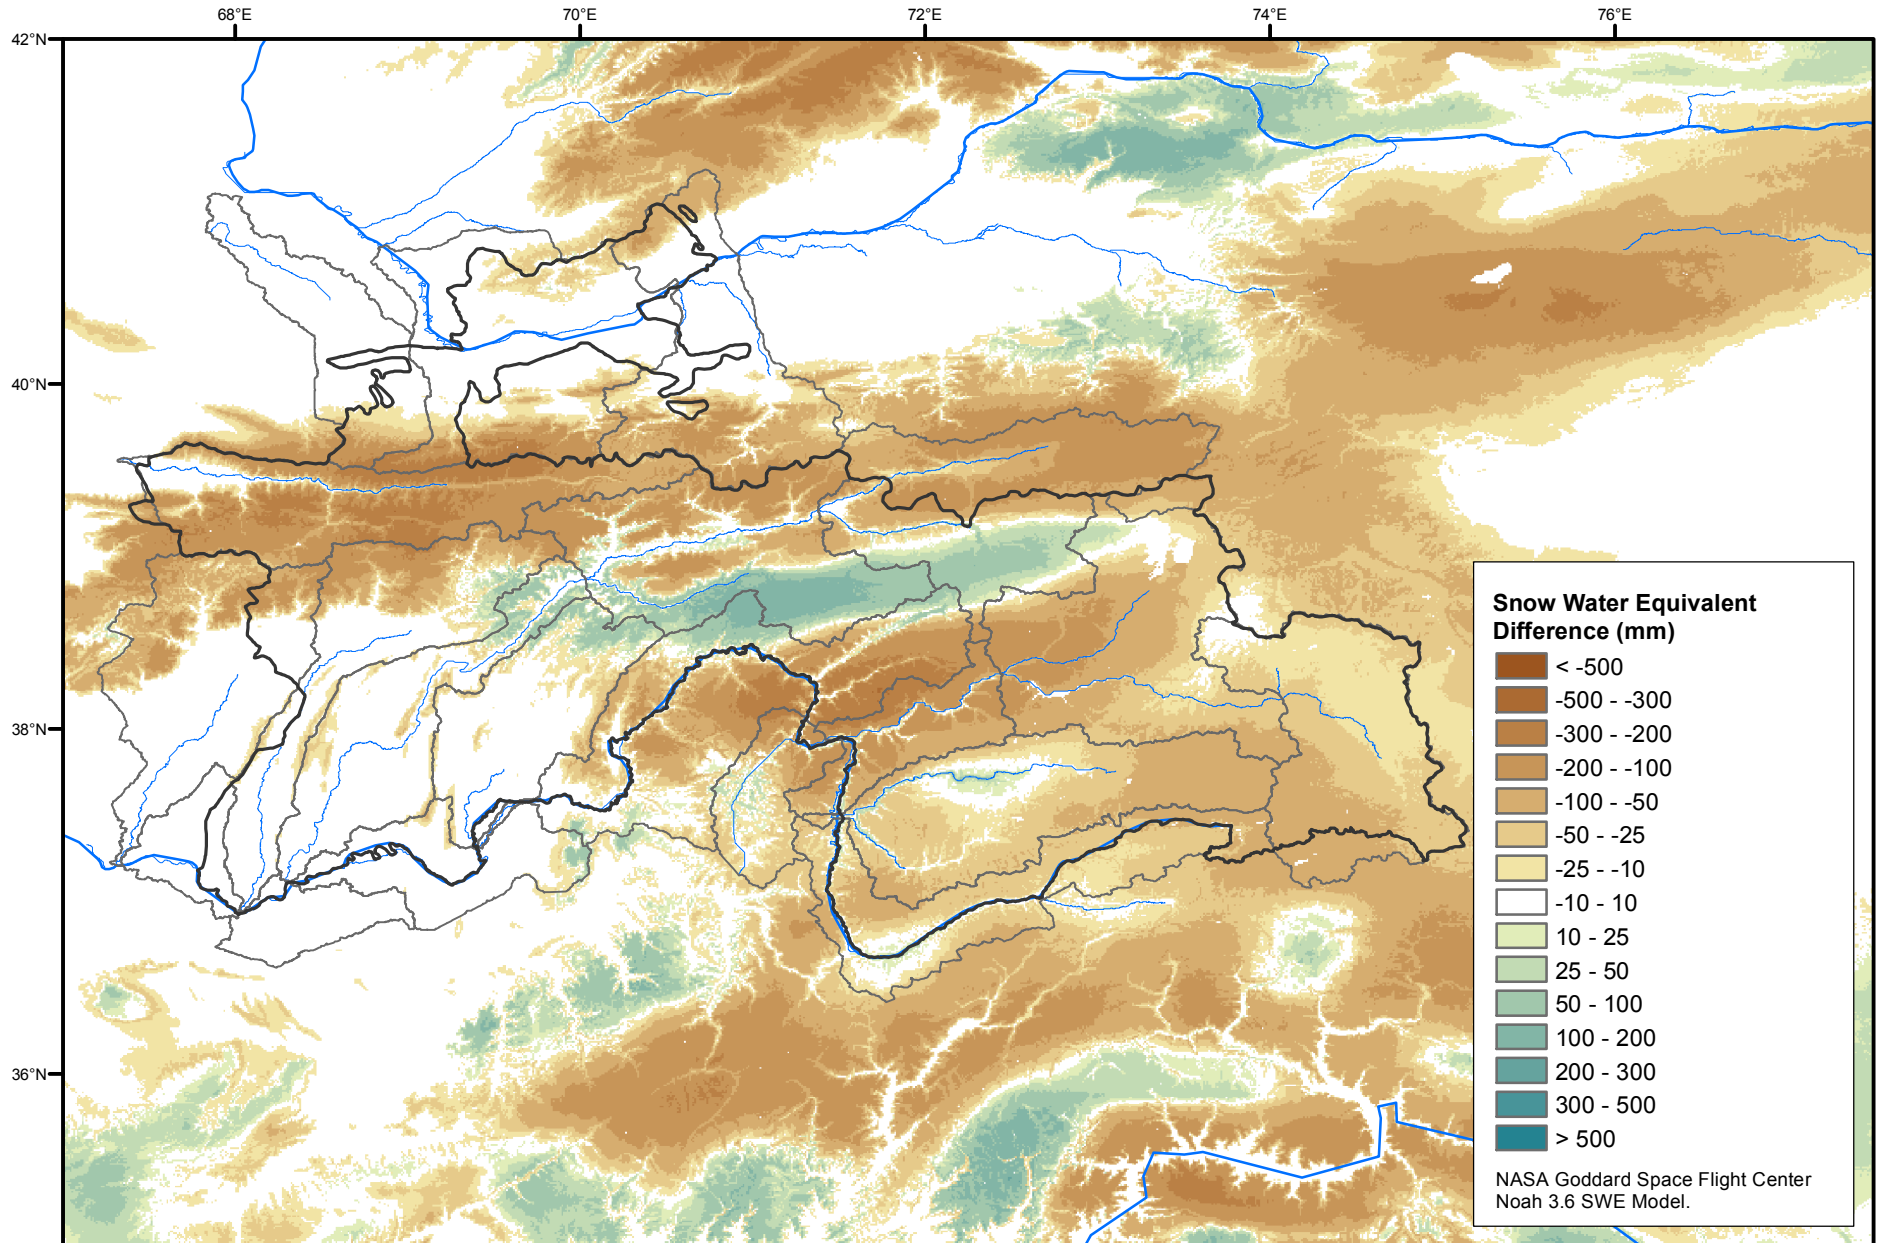 68°E
70°E
72°E
74°E
76°E
42°N
40°N
38°N
36°N
Snow Water Equivalent
Difference (mm)
< -500
-500 - -300
-300 - -200
-200 - -100
-100 - -50
-50 - -25
-25 - -10
-10 - 10
10 - 25
25 - 50
50 - 100
100 - 200
200 - 300
300 - 500
> 500
NASA Goddard Space Flight Center
Noah 3.6 SWE Model.